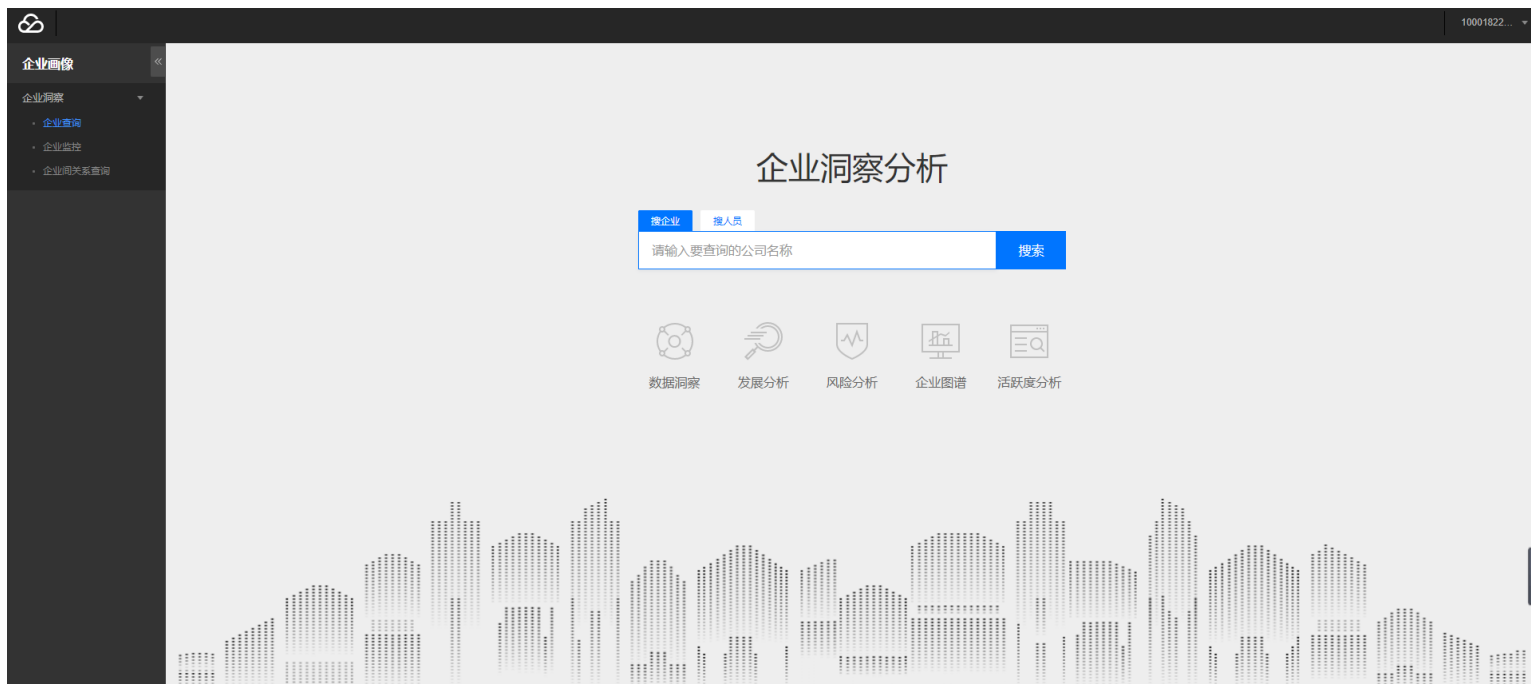 10001822...
企业画像
企业洞察
企业查询
企业监控
企业间关系查询
企业洞察分析
搜企业 搜人员
请输入要查询的公司名称 搜索
数据洞察 发展分析 风险分析 企业图谱 活跃度分析